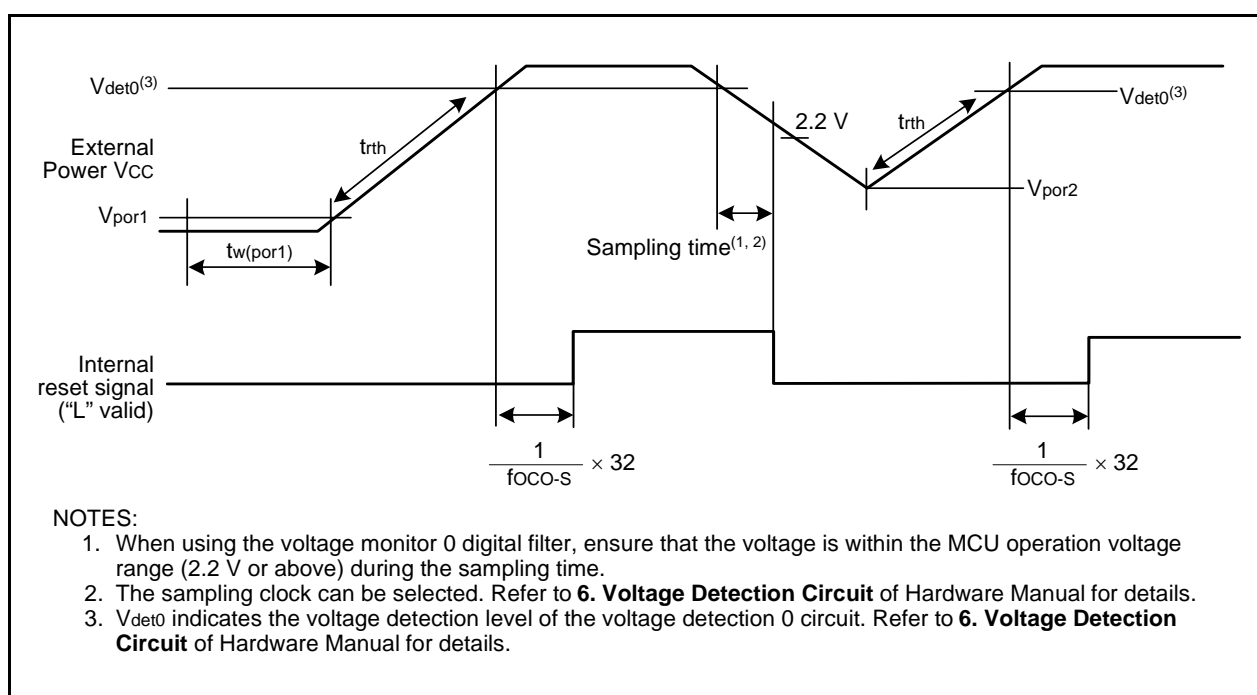 Vdet0(3)
External
Power VCC
Vpor1
trth
tw(por1)
Sampling time(1, 2)
2.2 V
trth
Vdet0(3)
Vpor2
Internal
reset signal
(“L” valid)
1
fOCO-S
× 32
1
fOCO-S
× 32
NOTES:
1. When using the voltage monitor 0 digital filter, ensure that the voltage is within the MCU operation voltage
range (2.2 V or above) during the sampling time.
2. The sampling clock can be selected. Refer to 6. Voltage Detection Circuit of Hardware Manual for details.
3. Vdet0 indicates the voltage detection level of the voltage detection 0 circuit. Refer to 6. Voltage Detection
Circuit of Hardware Manual for details.